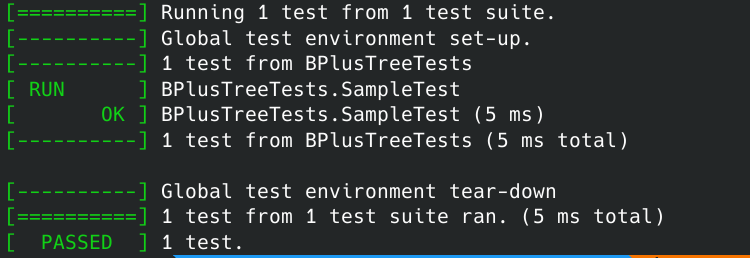 [==========] Running 1 test from 1 test suite.
[----------] Global test environment set-up.
[----------] 1 test from BPlusTreeTests
[ RUN      ] BPlusTreeTests.SampleTest
[       OK ] BPlusTreeTests.SampleTest (5 ms)
[----------] 1 test from BPlusTreeTests (5 ms total)

[----------] Global test environment tear-down
[==========] 1 test from 1 test suite ran. (5 ms total)
[  PASSED  ] 1 test.